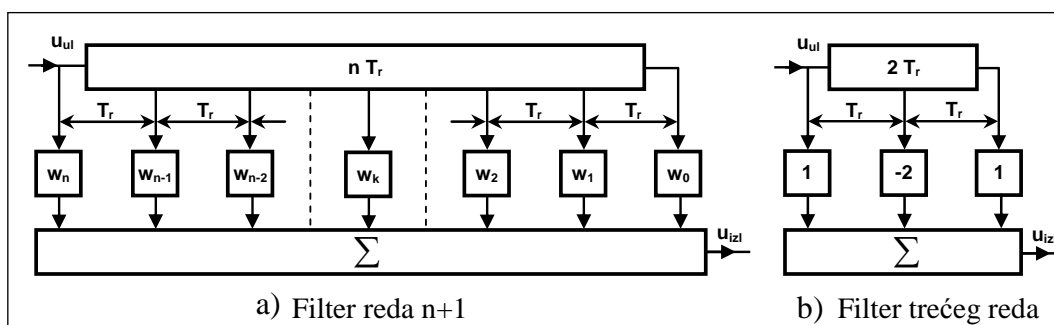 u_ul
n T_r
T_r T_r T_r T_r
w_n w_n-1 w_n-2 w_k w_2 w_1 w_0
Σ
u_izl
a) Filter reda n+1
u_ul
2 T_r
T_r T_r
1 -2 1
Σ
u_iz
b) Filter trećeg reda